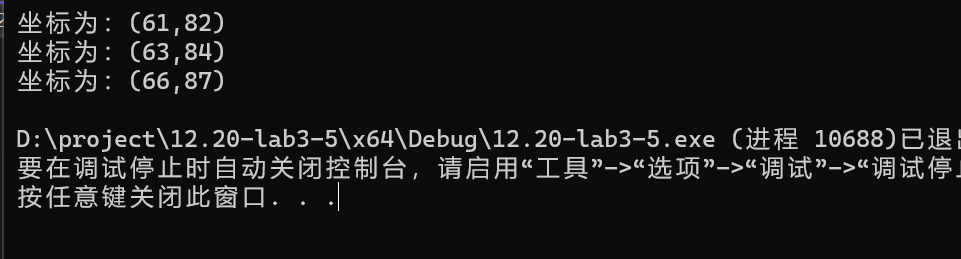 坐标为：(61,82)
坐标为：(63,84)
坐标为：(66,87)
D:\project\12.20-lab3-5\x64\Debug\12.20-lab3-5.exe (进程 10688)已退
要在调试停止时自动关闭控制台，请启用“工具”->“选项”->“调试”->“调试停
按任意键关闭此窗口. . .